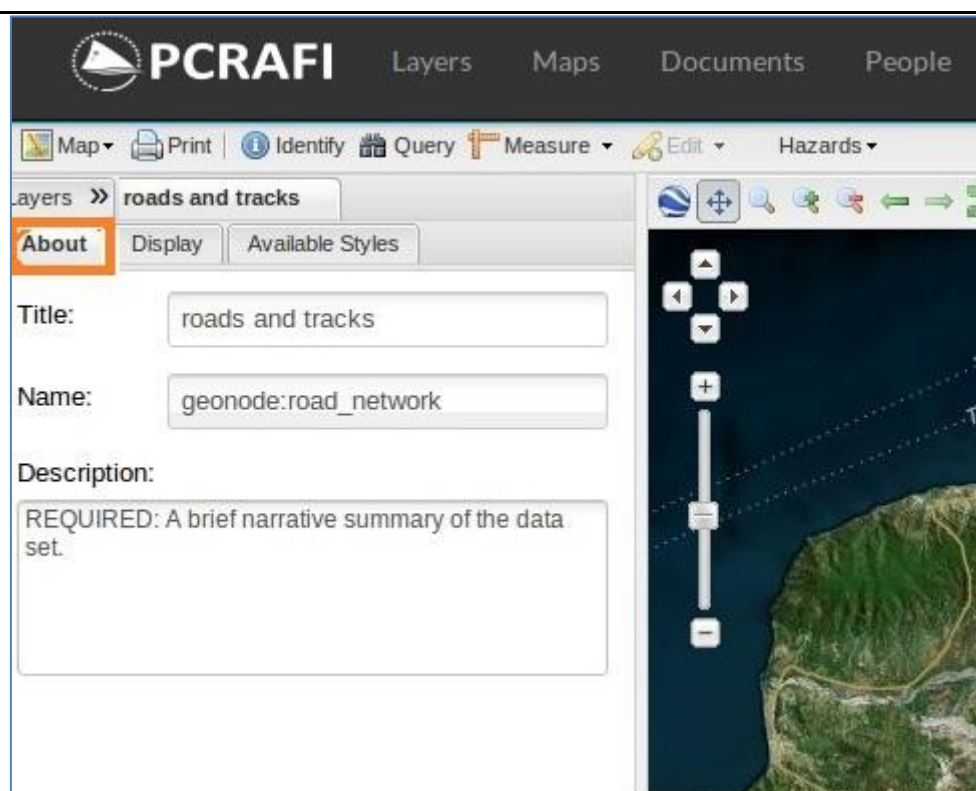 PCRAFI Layers Maps Documents People
Map Print Identify Query Measure Edit Hazards
Layers » roads and tracks
About Display Available Styles
Title: roads and tracks
Name: geonode:road_network
Description:
REQUIRED: A brief narrative summary of the data
set.